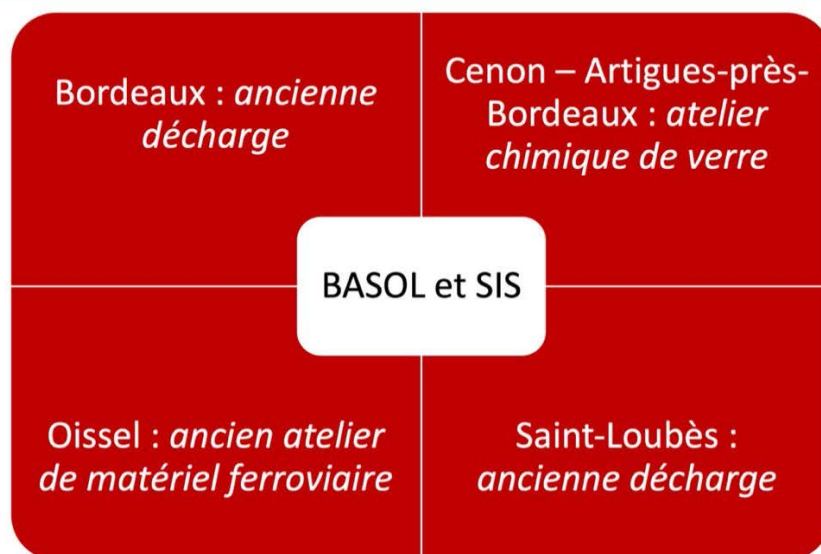 Bordeaux : ancienne
décharge
Cenon – Artigues-près-
Bordeaux : atelier
chimique de verre
BASOL et SIS
Oissel : ancien atelier
de matériel ferroviaire
Saint-Loubès :
ancienne décharge